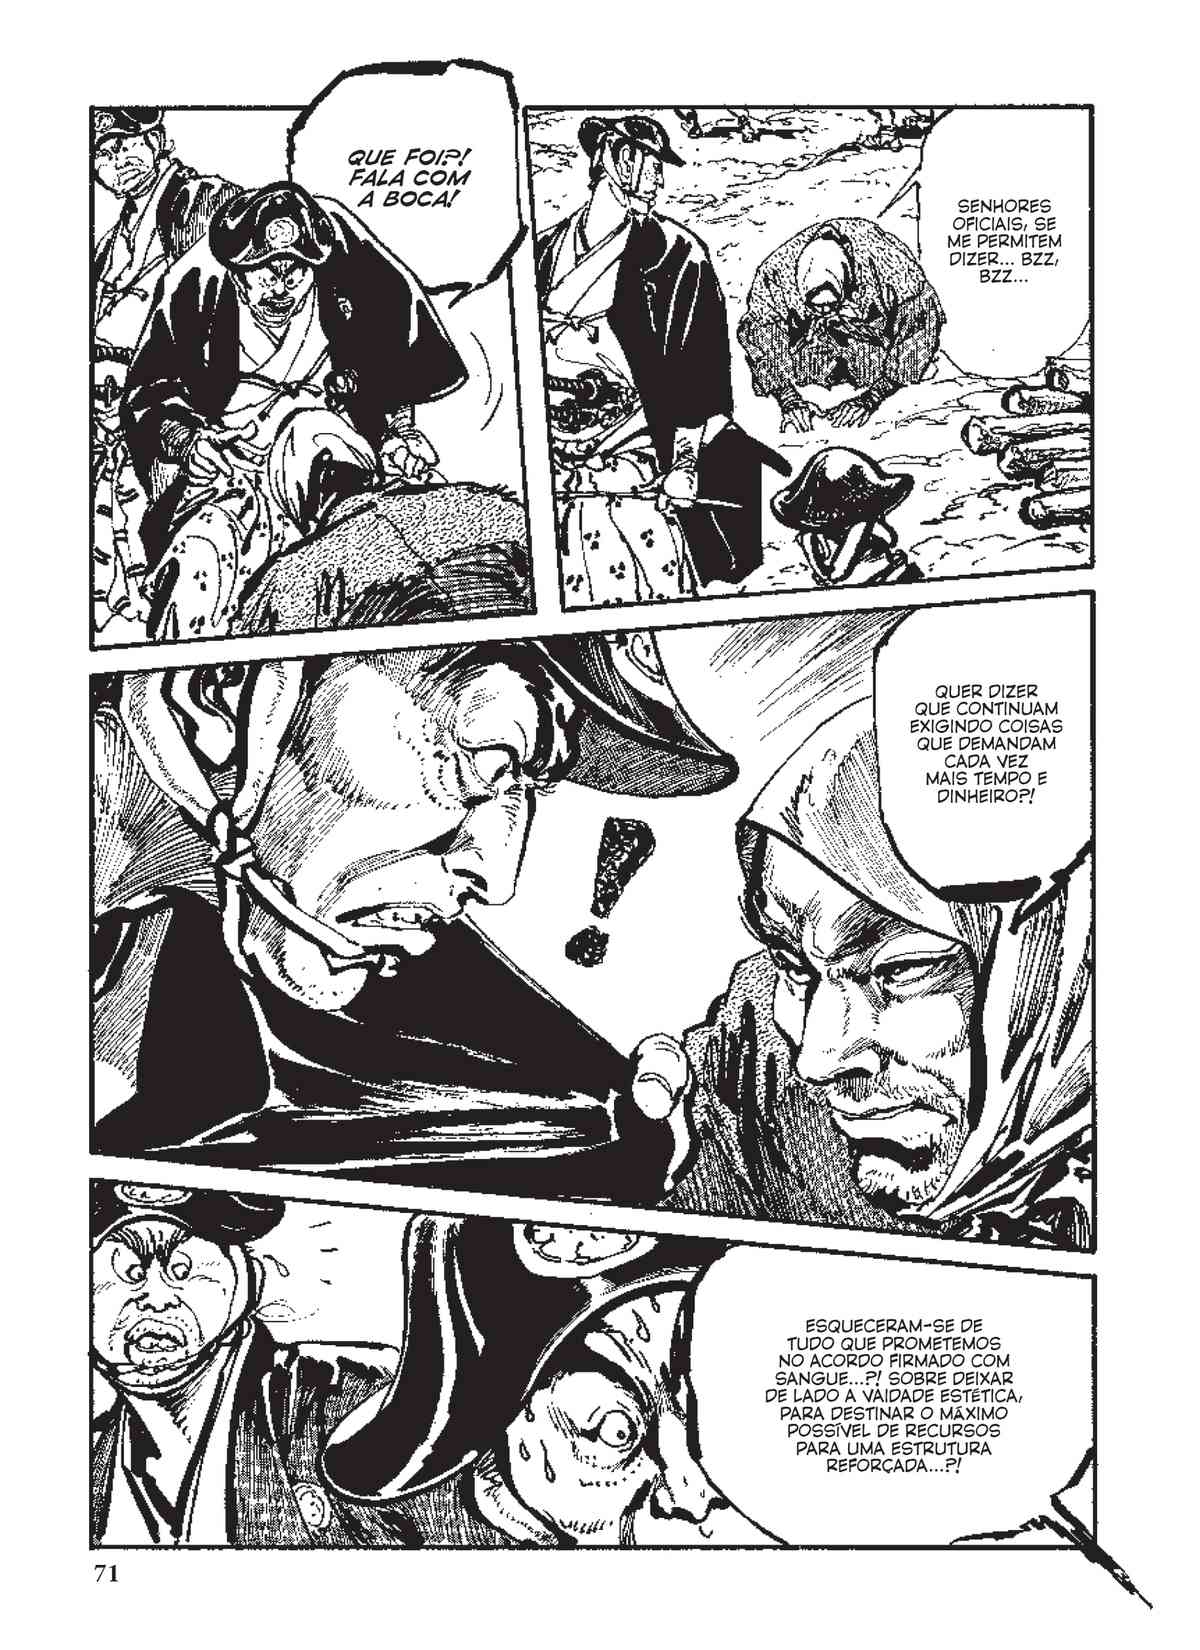 SENHORES
OFICIAIS, SE
ME PERMITEM
DIZER... BZZ,
BZZ...
QUE FOI?!
FALA COM
A BOCA!
QUER DIZER
QUE CONTINUAM
EXIGINDO COISAS
QUE DEMANDAM
CADA VEZ
MAIS TEMPO E
DINHEIRO?!
!
ESQUECERAM-SE DE
TUDO QUE PROMETEMOS
NO ACORDO FIRMADO COM
SANGUE...?! SOBRE DEIXAR
DE LADO A VAIDADE ESTÉTICA,
PARA DESTINAR O MÁXIMO
POSSÍVEL DE RECURSOS
PARA UMA ESTRUTURA
REFORÇADA...?!
71